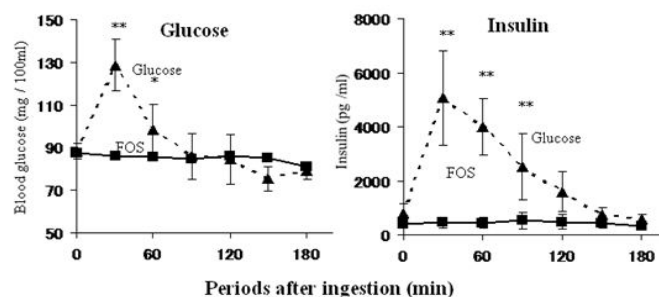 Glucose
Blood glucose (mg / 100ml)
150
130
110
90
70
50
**
Glucose
*
FOS
0
60
120
180
Insulin
Insulin (pg /ml)
8000
6000
4000
2000
0
**
**
**
Glucose
FOS
0
60
120
180
Periods after ingestion (min)